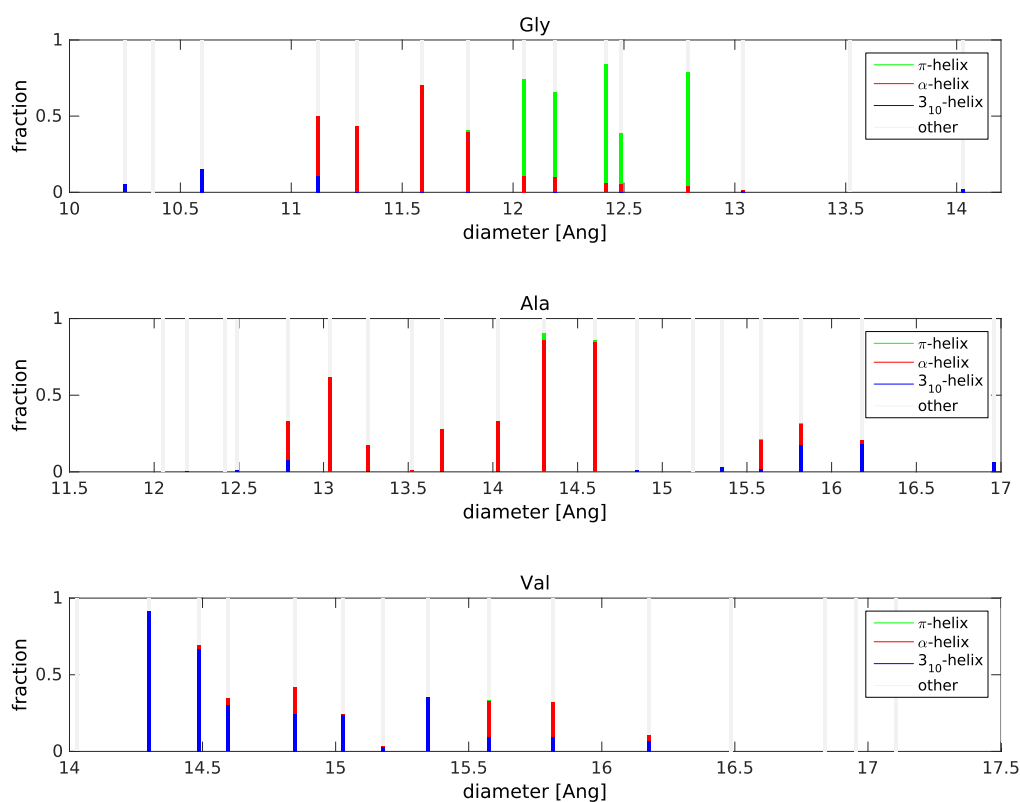 Gly
1
0.5
0
fraction
10 10.5 11 11.5 12 12.5 13 13.5 14
diameter [Ang]
π-helix
α-helix
3₁₀-helix
other
Ala
1
0.5
0
fraction
11.5 12 12.5 13 13.5 14 14.5 15 15.5 16 16.5 17
diameter [Ang]
π-helix
α-helix
3₁₀-helix
other
Val
1
0.5
0
fraction
14 14.5 15 15.5 16 16.5 17 17.5
diameter [Ang]
π-helix
α-helix
3₁₀-helix
other